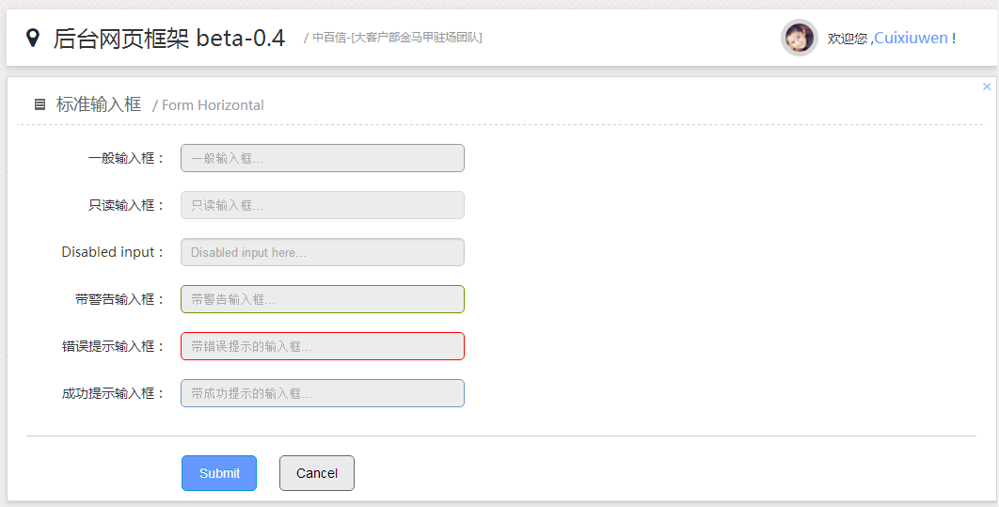 后台网页框架 beta-0.4 / 中百信-[大客户部金马甲驻场团队] 欢迎您 ,Cuixiuwen !
标准输入框 / Form Horizontal
一般输入框： 一般输入框...
只读输入框： 只读输入框...
Disabled input： Disabled input here...
带警告输入框： 带警告输入框...
错误提示输入框： 带错误提示的输入框...
成功提示输入框： 带成功提示的输入框...
Submit Cancel